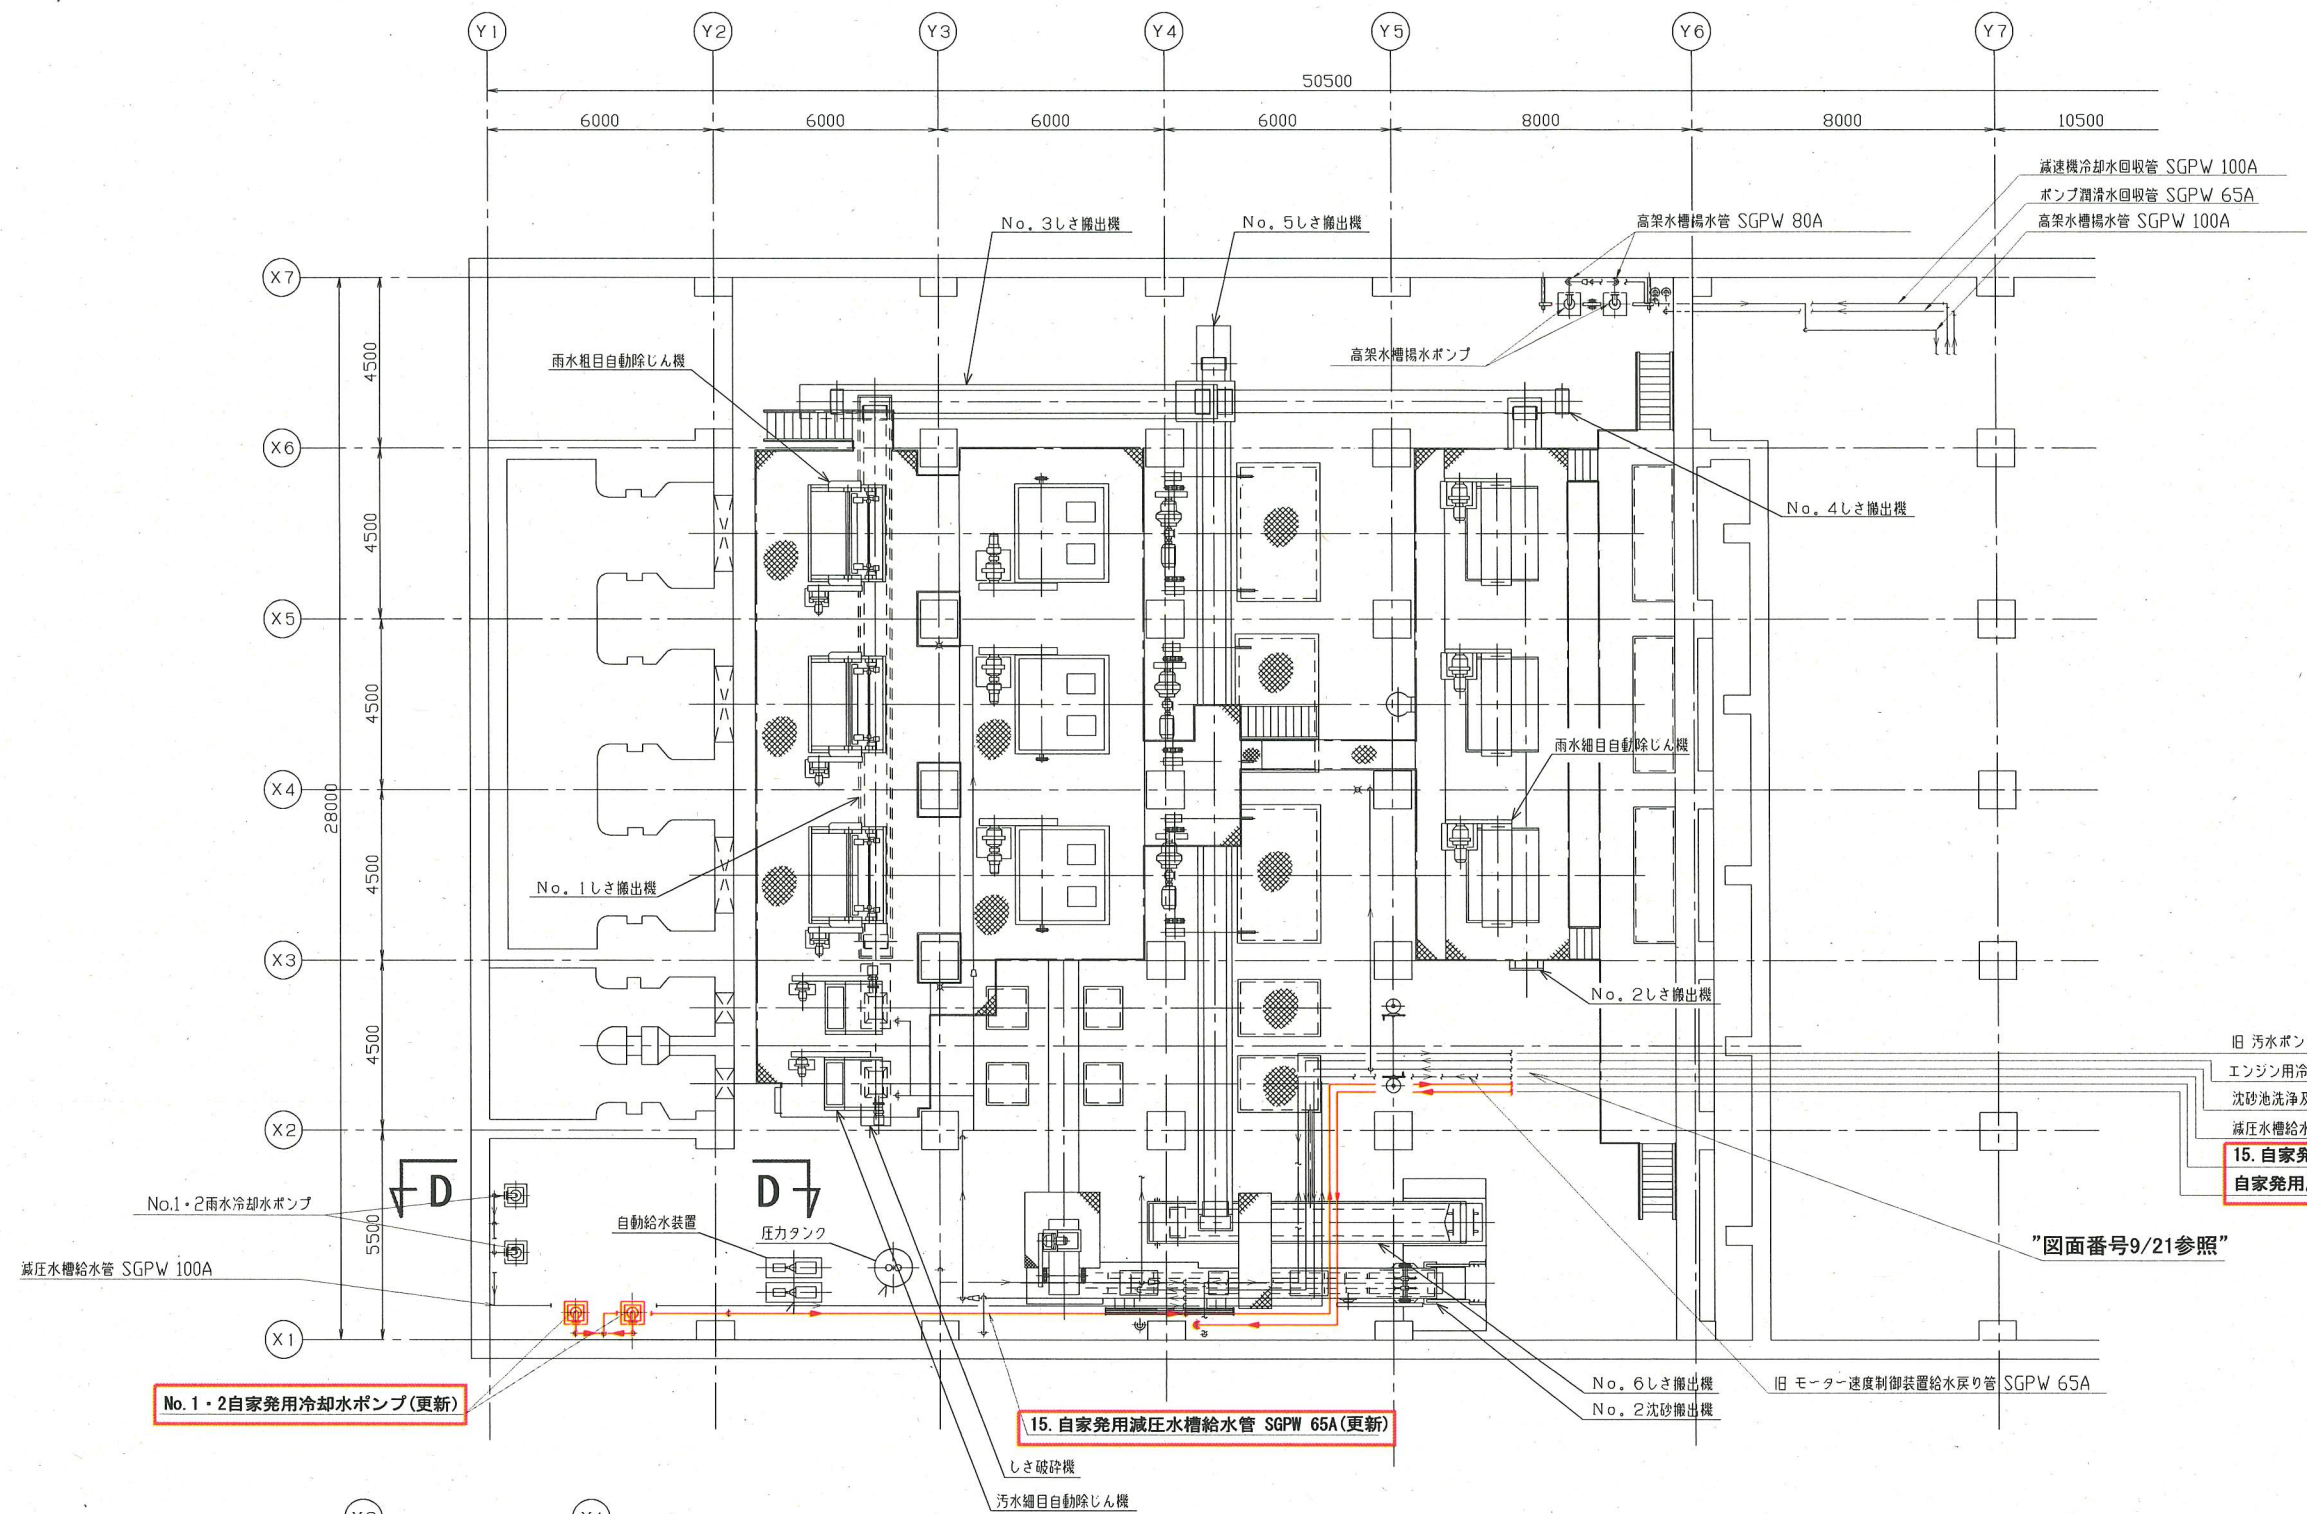 Y1
Y2
Y3
Y4
Y5
Y6
Y7
50500
6000
6000
6000
6000
8000
8000
10500
減速機冷却水回収管 SGPW 100A
ポンプ潤滑水回収管 SGPW 65A
高架水槽揚水管 SGPW 100A
No. 3しさ搬出機
No. 5しさ搬出機
高架水槽揚水管 SGPW 80A
X7
高架水槽揚水ポンプ
雨水粗目自動除じん機
4500
X6
No. 4しさ搬出機
4500
X5
4500
雨水細目自動除じん機
X4
28000
4500
No. 1しさ搬出機
X3
No. 2しさ搬出機
4500
旧 汚水ポン
エンジン用冷
沈砂池洗浄及
減圧水槽給水
15. 自家発
自家発用
X2
D
D
No.1・2雨水冷却水ポンプ
5500
自動給水装置
圧力タンク
"図面番号9/21参照"
減圧水槽給水管 SGPW 100A
X1
No.1・2自家発用冷却水ポンプ(更新)
No. 6しさ搬出機
旧 モーター速度制御装置給水戻り管 SGPW 65A
No. 2沈砂搬出機
15. 自家発用減圧水槽給水管 SGPW 65A(更新)
しさ破砕機
汚水細目自動除じん機